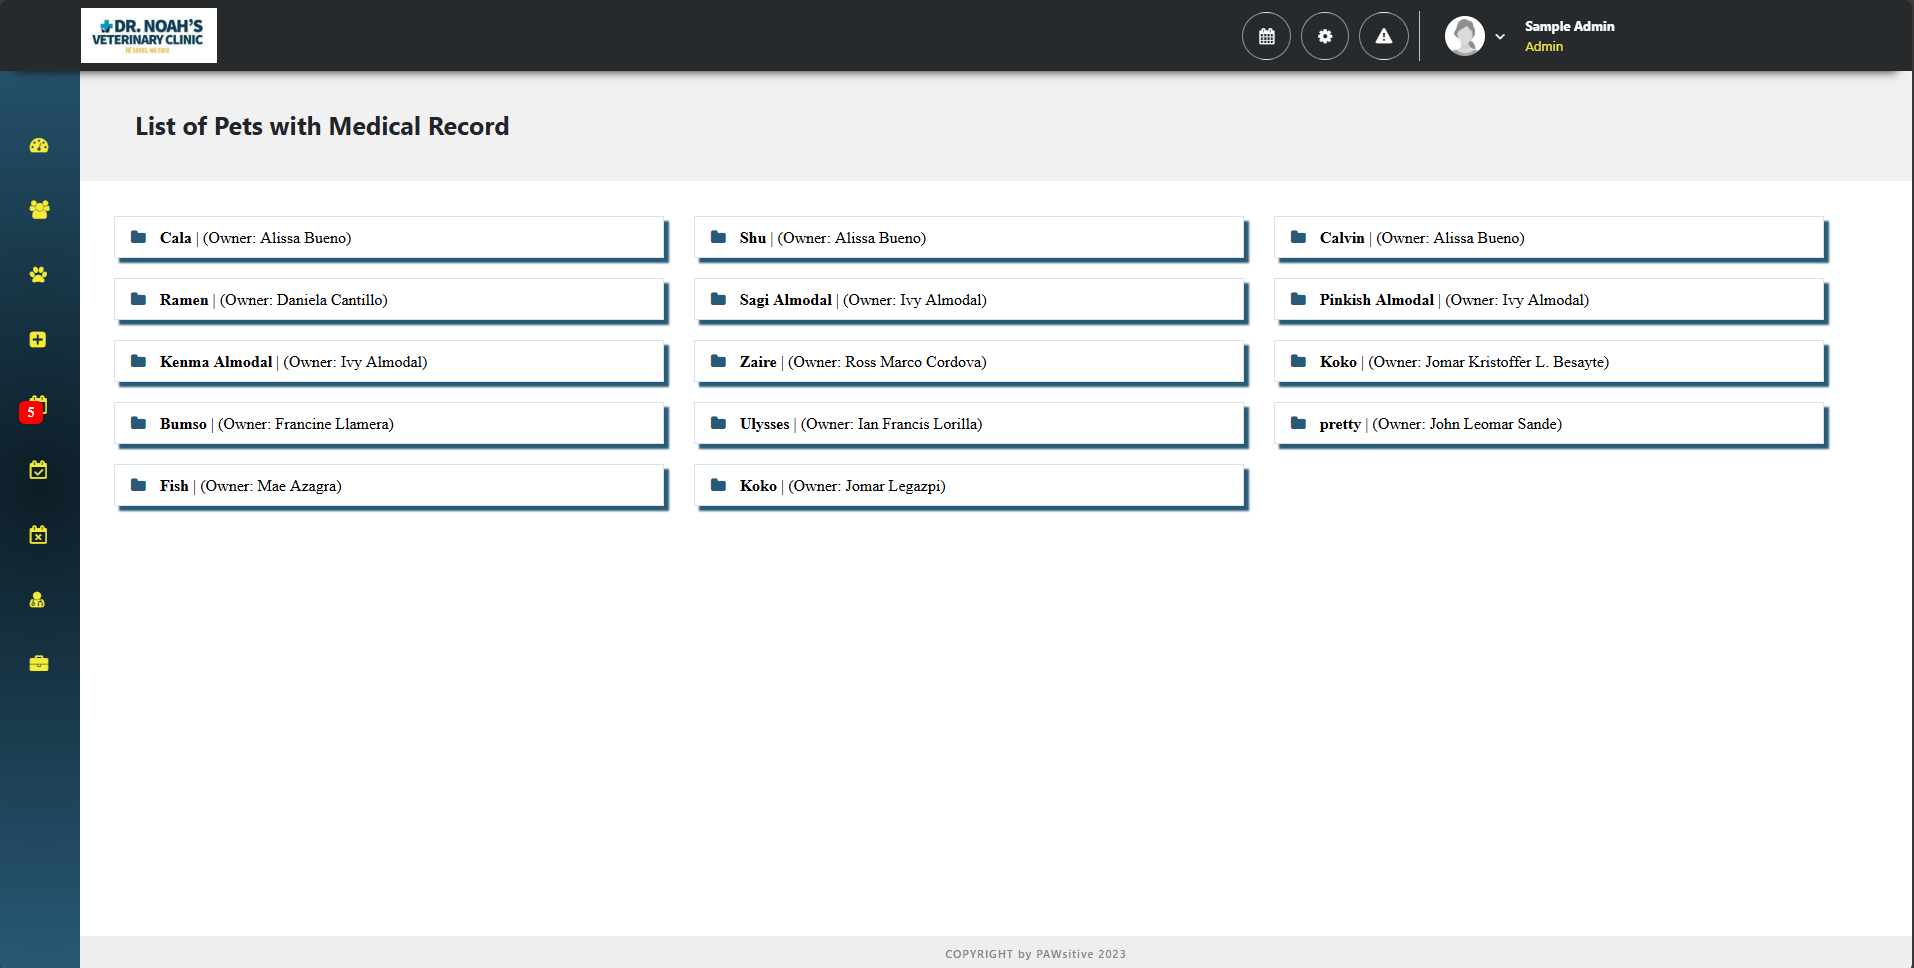 DR. NOAH'S
VETERINARY CLINIC
Sample Admin
Admin
List of Pets with Medical Record
Cala | (Owner: Alissa Bueno)
Shu | (Owner: Alissa Bueno)
Calvin | (Owner: Alissa Bueno)
Ramen | (Owner: Daniela Cantillo)
Sagi Almodal | (Owner: Ivy Almodal)
Pinkish Almodal | (Owner: Ivy Almodal)
Kenma Almodal | (Owner: Ivy Almodal)
Zaire | (Owner: Ross Marco Cordova)
Koko | (Owner: Jomar Kristoffer L. Besayte)
5
Bumso | (Owner: Francine Llamera)
Ulysses | (Owner: Ian Francis Lorilla)
pretty | (Owner: John Leomar Sande)
Fish | (Owner: Mae Azagra)
Koko | (Owner: Jomar Legazpi)
COPYRIGHT by PAWsitive 2023